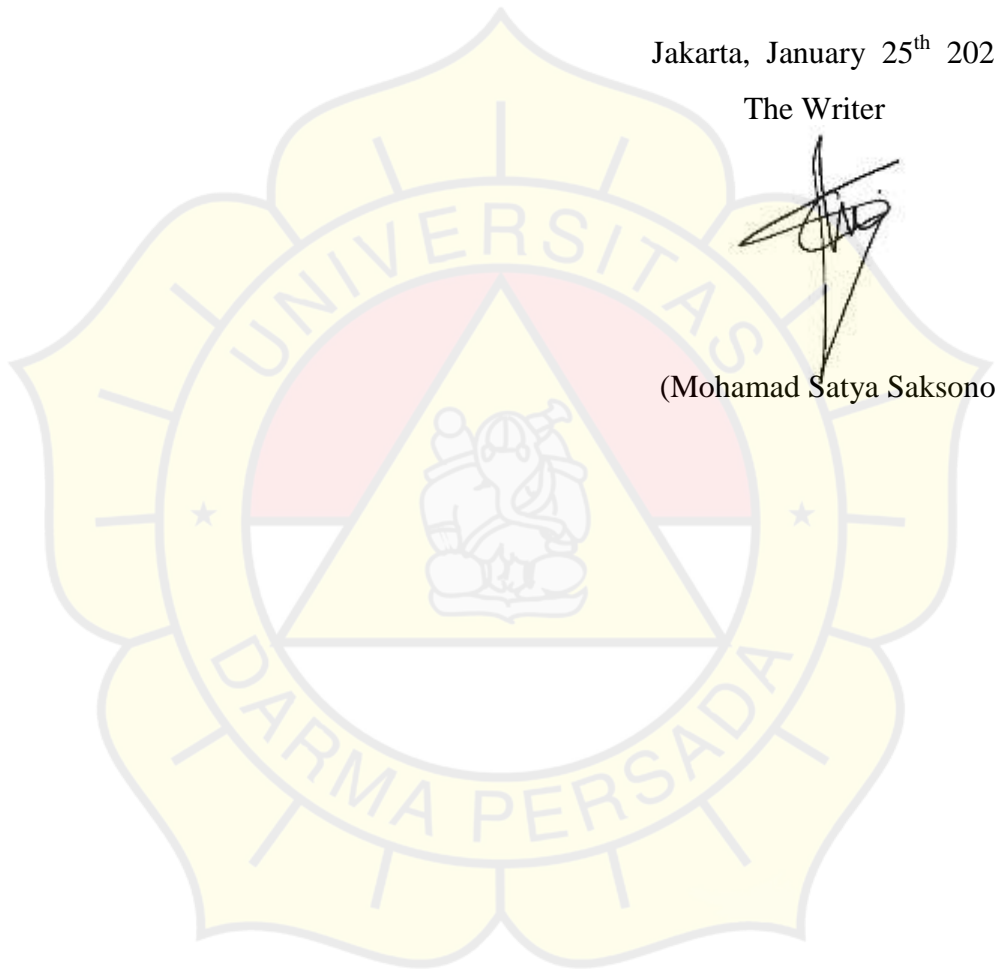 Jakarta, January 25th 202
The Writer
(Mohamad Satya Saksono
UNIVERSITAS
DARMA PERSADA